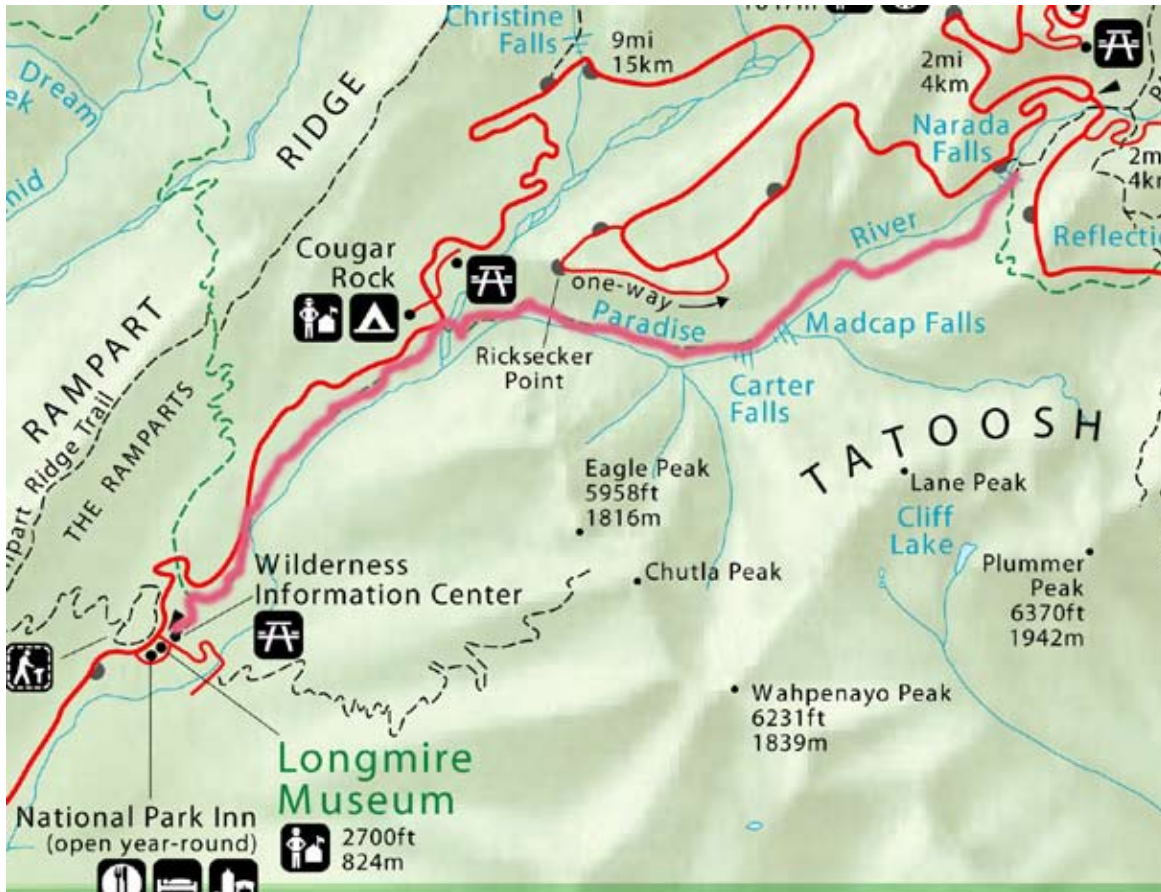 Christine
Falls
9mi
15km
2mi
4km
Dream
RIDGE
Narada
Falls
River
Cougar
Rock
one-way
Paradise
Ricksecker
Point
Madcap Falls
Carter
Falls
RAMPART
Ridge Trail
THE RAMPARTS
TATOOSH
Eagle Peak
5958ft
1816m
Lane Peak
Cliff
Lake
Chutla Peak
Plummer
Peak
6370ft
1942m
Wilderness
Information Center
Wahpenayo Peak
6231ft
1839m
Longmire
Museum
2700ft
824m
National Park Inn
(open year-round)